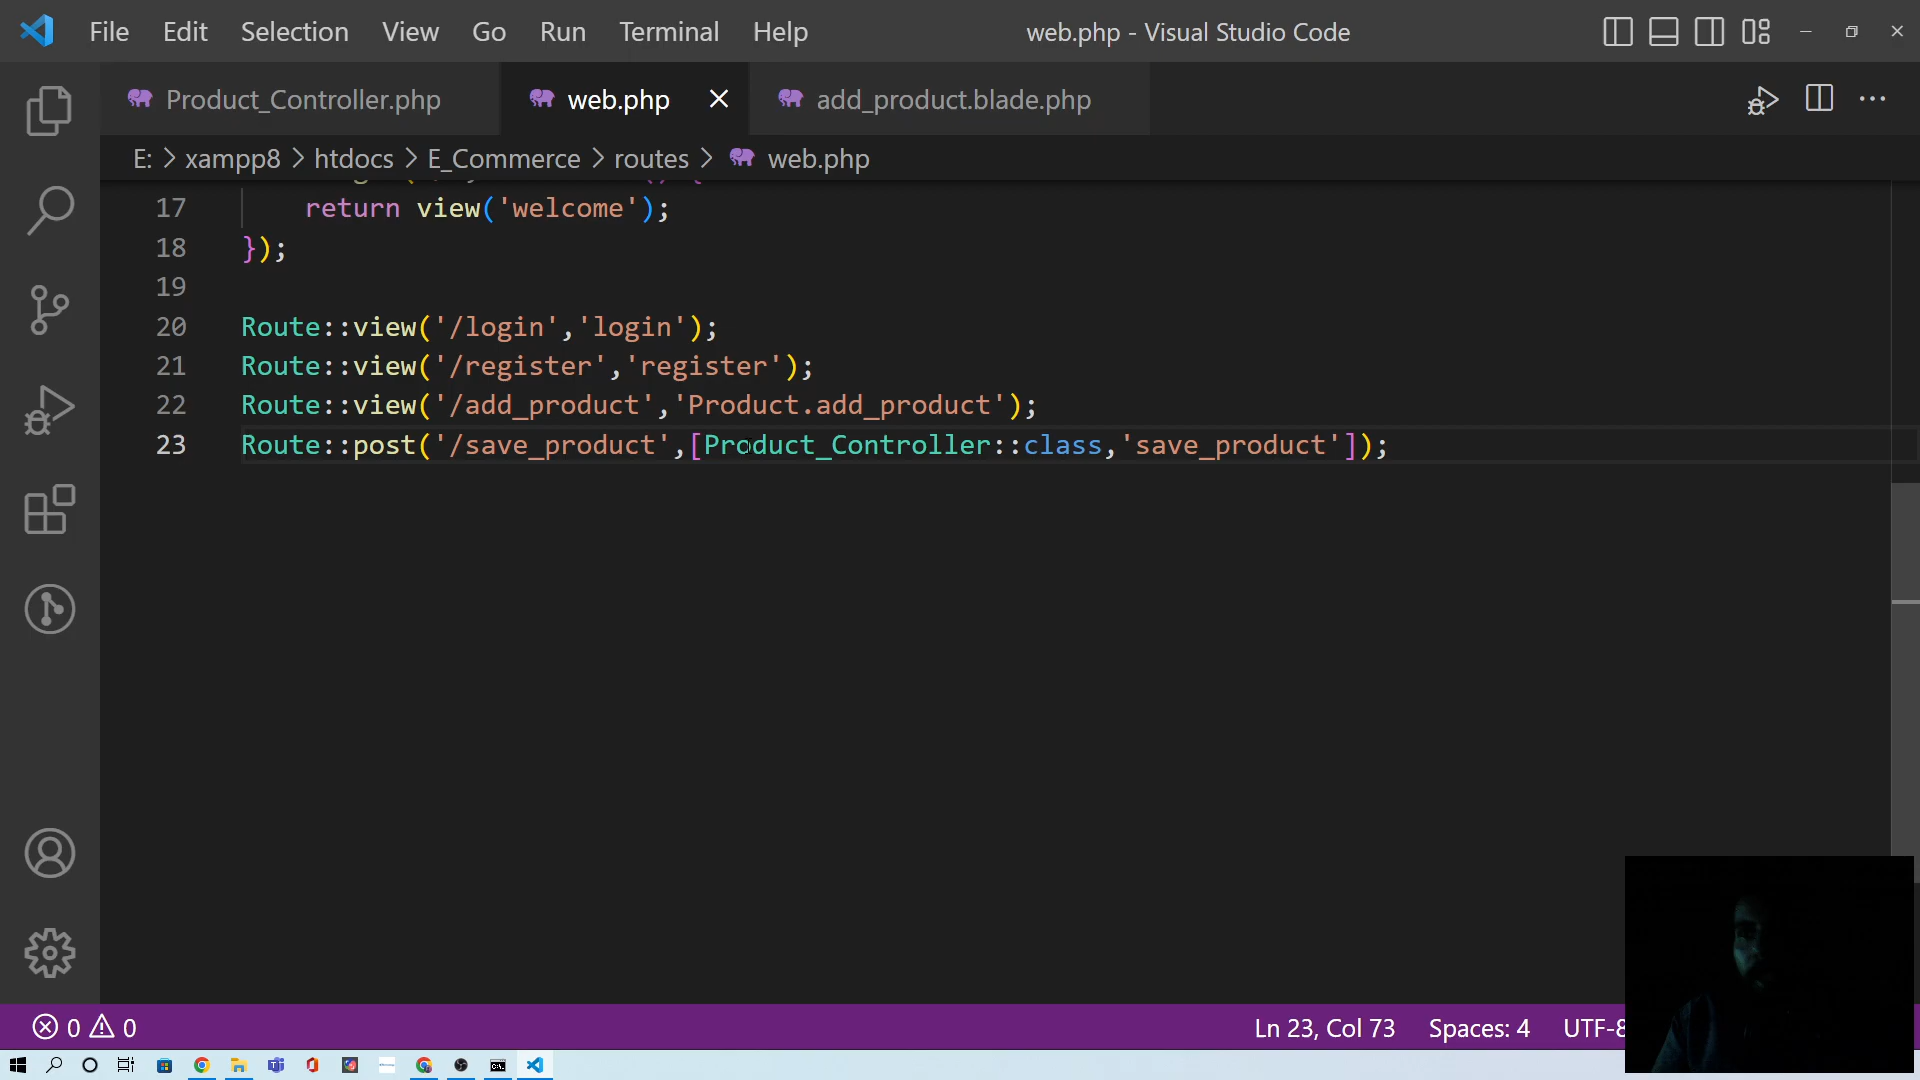 File Edit Selection View Go Run Terminal Help web.php - Visual Studio Code
Product_Controller.php web.php add_product.blade.php
E: > xampp8 > htdocs > E_Commerce > routes > web.php
17 return view('welcome');
18 });
19
20 Route::view('/login','login');
21 Route::view('/register','register');
22 Route::view('/add_product','Product.add_product');
23 Route::post('/save_product',[Product_Controller::class,'save_product']);
0 0 Ln 23, Col 73 Spaces: 4 UTF-8